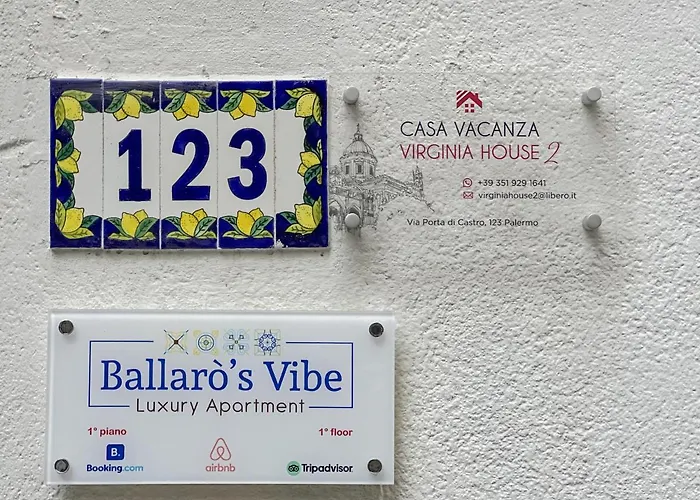 123
CASA VACANZA
VIRGINIA HOUSE 2
+39 351 929 1641
virginiahouse2@libero.it
Via Porta di Castro, 123 Palermo
Ballarò's Vibe
Luxury Apartment
1° piano 1° floor
B.
Booking.com airbnb Tripadvisor